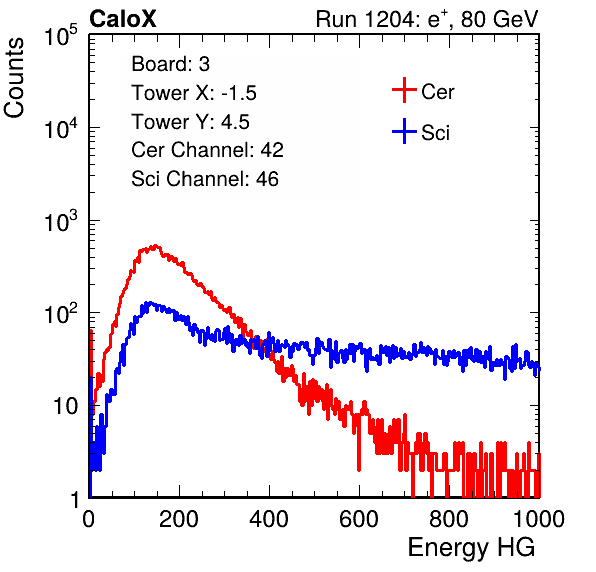 CaloX Run 1204: e⁺, 80 GeV
Counts
10⁵
10⁴
10³
10²
10
1
Board: 3
Tower X: -1.5
Tower Y: 4.5
Cer Channel: 42
Sci Channel: 46
Cer
Sci
0 200 400 600 800 1000
Energy HG